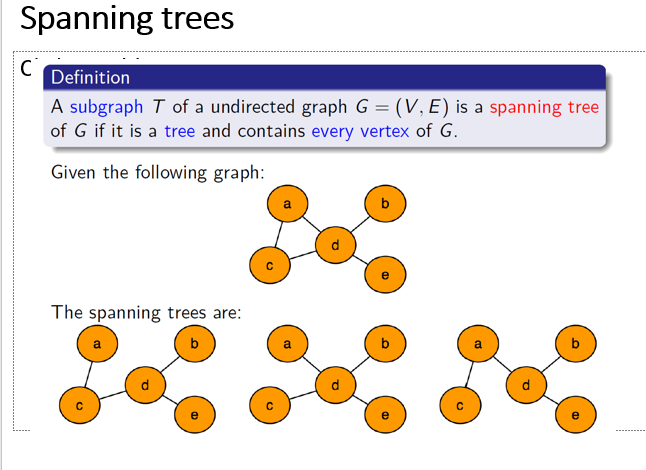 Spanning trees
Definition
A subgraph T of a undirected graph G = (V, E) is a spanning tree
of G if it is a tree and contains every vertex of G.
Given the following graph:
a b
d
c
e
The spanning trees are:
a b a b a b
d d d
c e c e c e